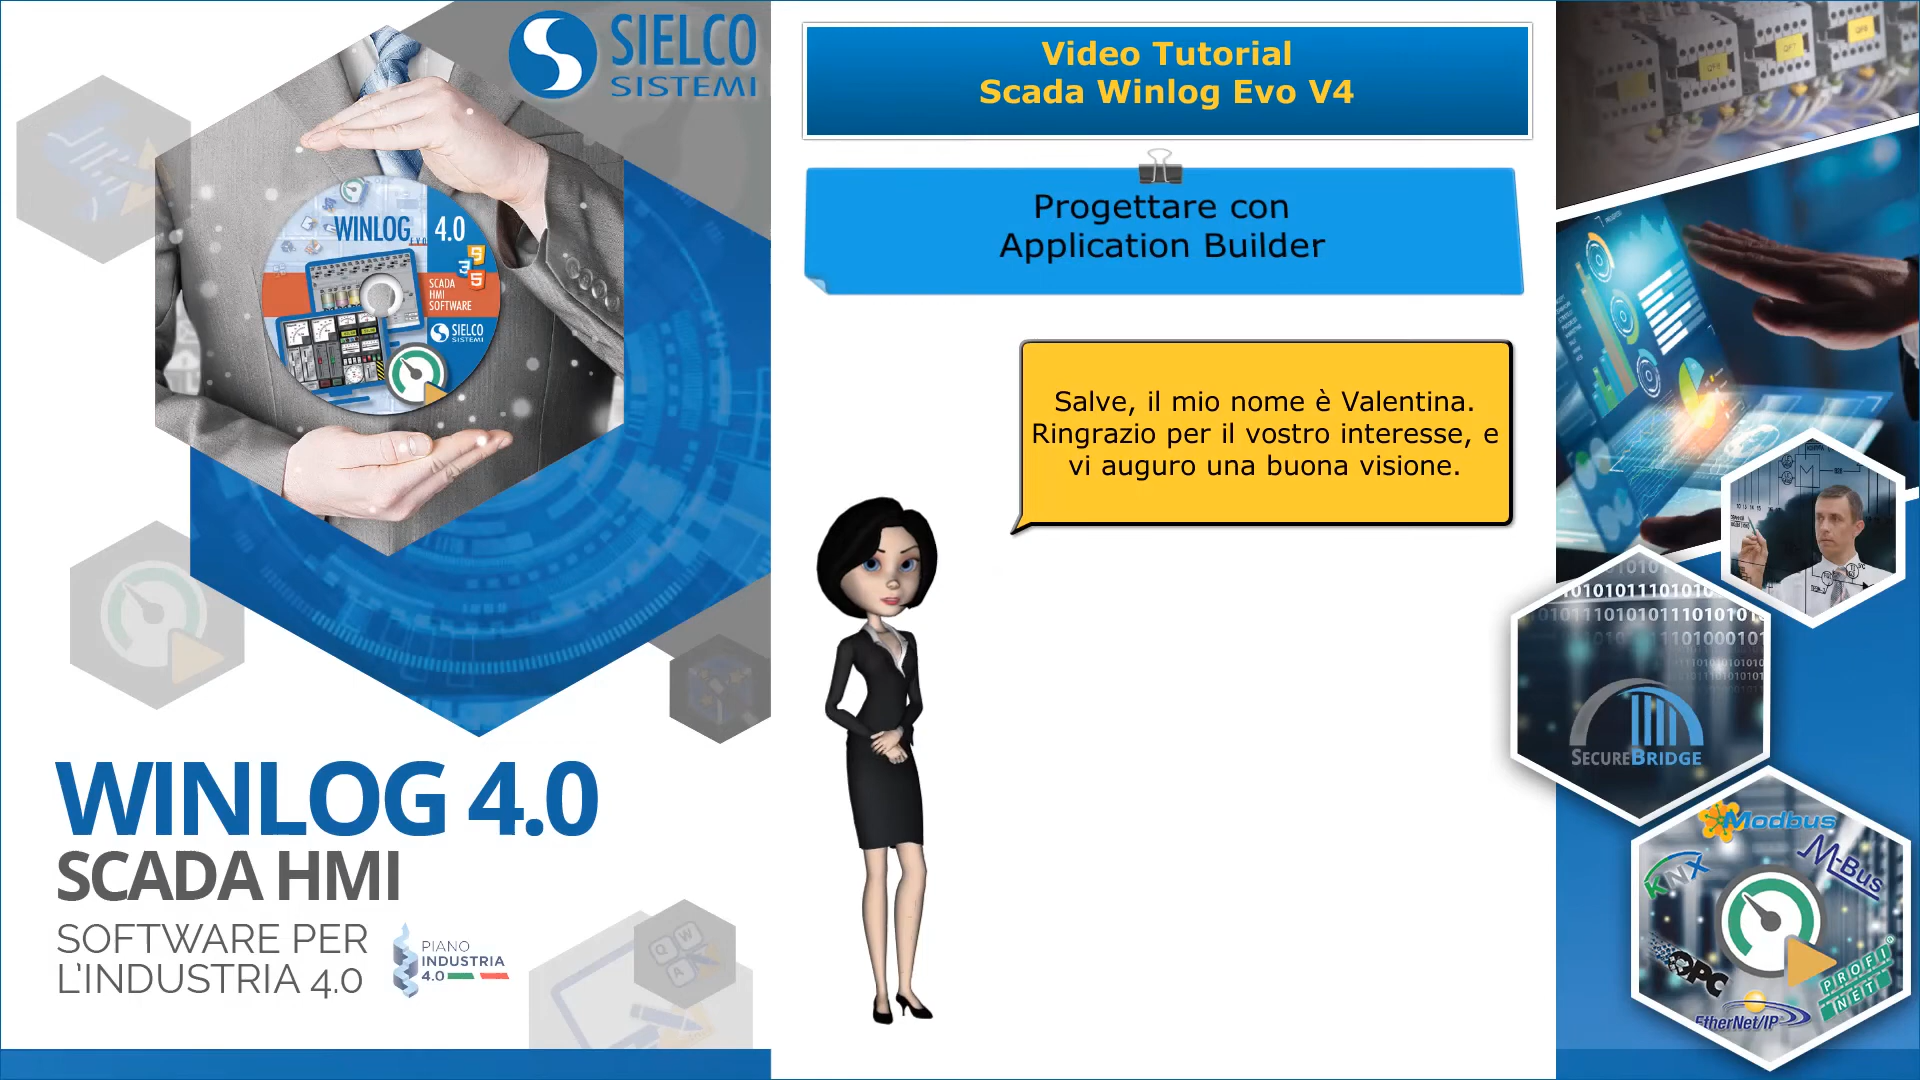 SIELCO
SISTEMI
WINLOG 4.0
EVO
SCADA
HMI
SOFTWARE
SIELCO
SISTEMI
WINLOG 4.0
SCADA HMI
SOFTWARE PER
L'INDUSTRIA 4.0
PIANO
INDUSTRIA
4.0
Q
W
A
Video Tutorial
Scada Winlog Evo V4
Progettare con
Application Builder
Salve, il mio nome è Valentina.
Ringrazio per il vostro interesse, e
vi auguro una buona visione.
SECUREBRIDGE
Modbus
M-Bus
KNX
OPC
PROFI
NET
EtherNet/IP